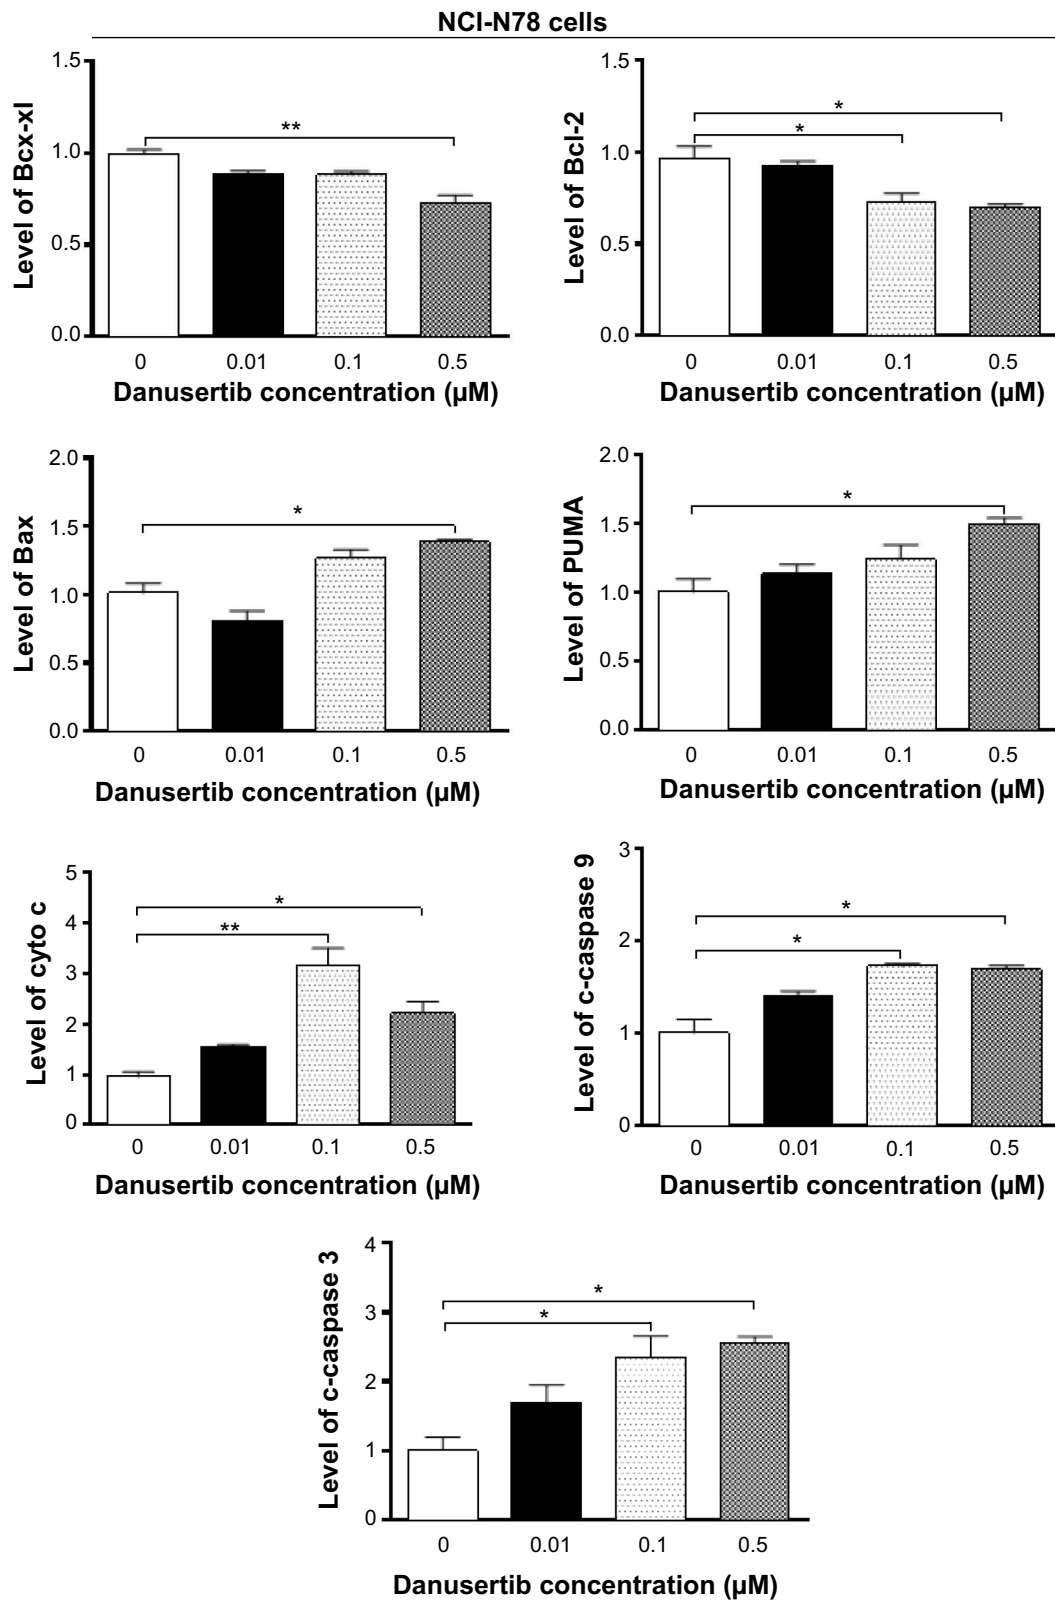 NCI-N78 cells
Level of Bcx-xl
1.5
1.0
0.5
0.0
**
0 0.01 0.1 0.5
Danusertib concentration (µM)
Level of Bcl-2
1.5
1.0
0.5
0.0
*
*
0 0.01 0.1 0.5
Danusertib concentration (µM)
Level of Bax
2.0
1.5
1.0
0.5
0.0
*
0 0.01 0.1 0.5
Danusertib concentration (µM)
Level of PUMA
2.0
1.5
1.0
0.5
0.0
*
0 0.01 0.1 0.5
Danusertib concentration (µM)
Level of cyto c
5
4
3
2
1
0
*
**
0 0.01 0.1 0.5
Danusertib concentration (µM)
Level of c-caspase 9
3
2
1
0
*
*
0 0.01 0.1 0.5
Danusertib concentration (µM)
Level of c-caspase 3
4
3
2
1
0
*
*
0 0.01 0.1 0.5
Danusertib concentration (µM)